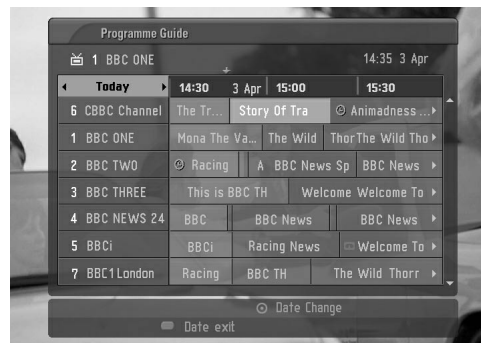 Programme Guide
1 BBC ONE 14:35 3 Apr
Today 14:30 3 Apr 15:00 15:30
6 CBBC Channel The Tr... Story Of Tra Animadness ...
1 BBC ONE Mona The Va... The Wild Thor The Wild Tho
2 BBC TWO Racing A BBC News Sp BBC News
3 BBC THREE This is BBC TH Welcome Welcome To
4 BBC NEWS 24 BBC BBC News BBC News
5 BBCi BBCi Racing News Welcome To
7 BBC1 London Racing BBC TH The Wild Thorr
Date Change
Date exit